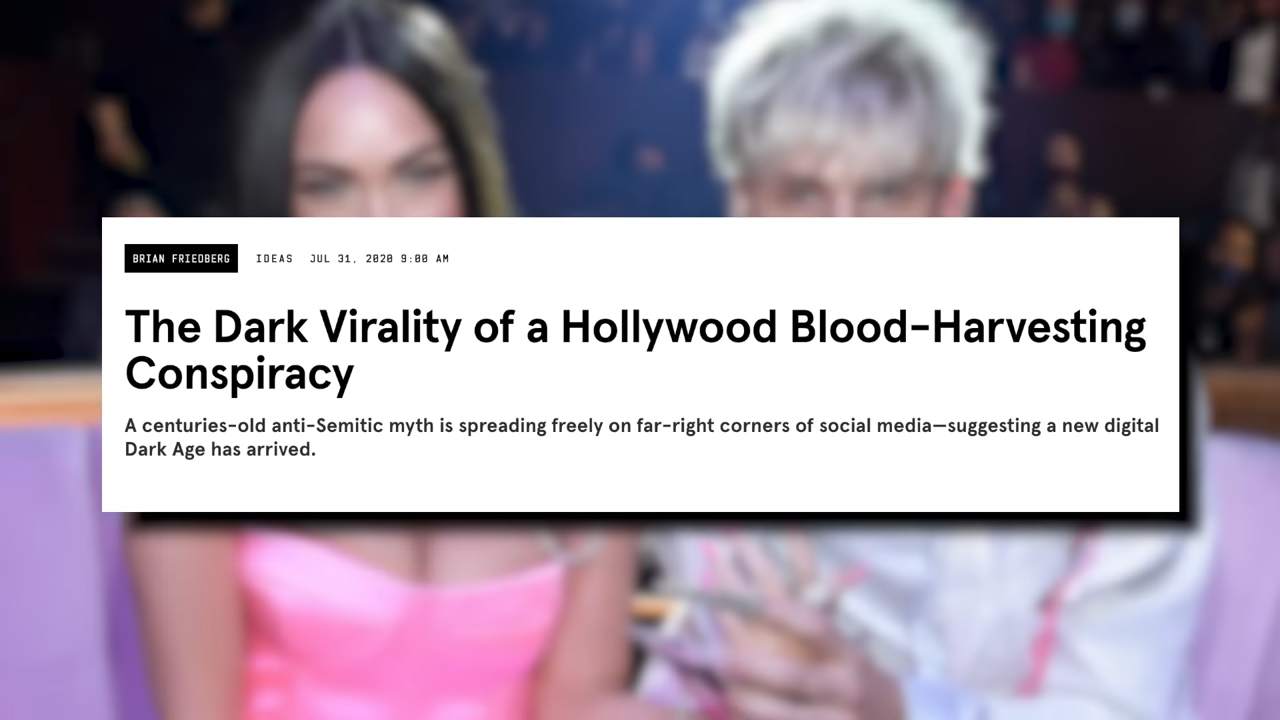 BRIAN FRIEDBERG IDEAS JUL 31, 2020 9:00 AM
The Dark Virality of a Hollywood Blood-Harvesting
Conspiracy
A centuries-old anti-Semitic myth is spreading freely on far-right corners of social media—suggesting a new digital
Dark Age has arrived.